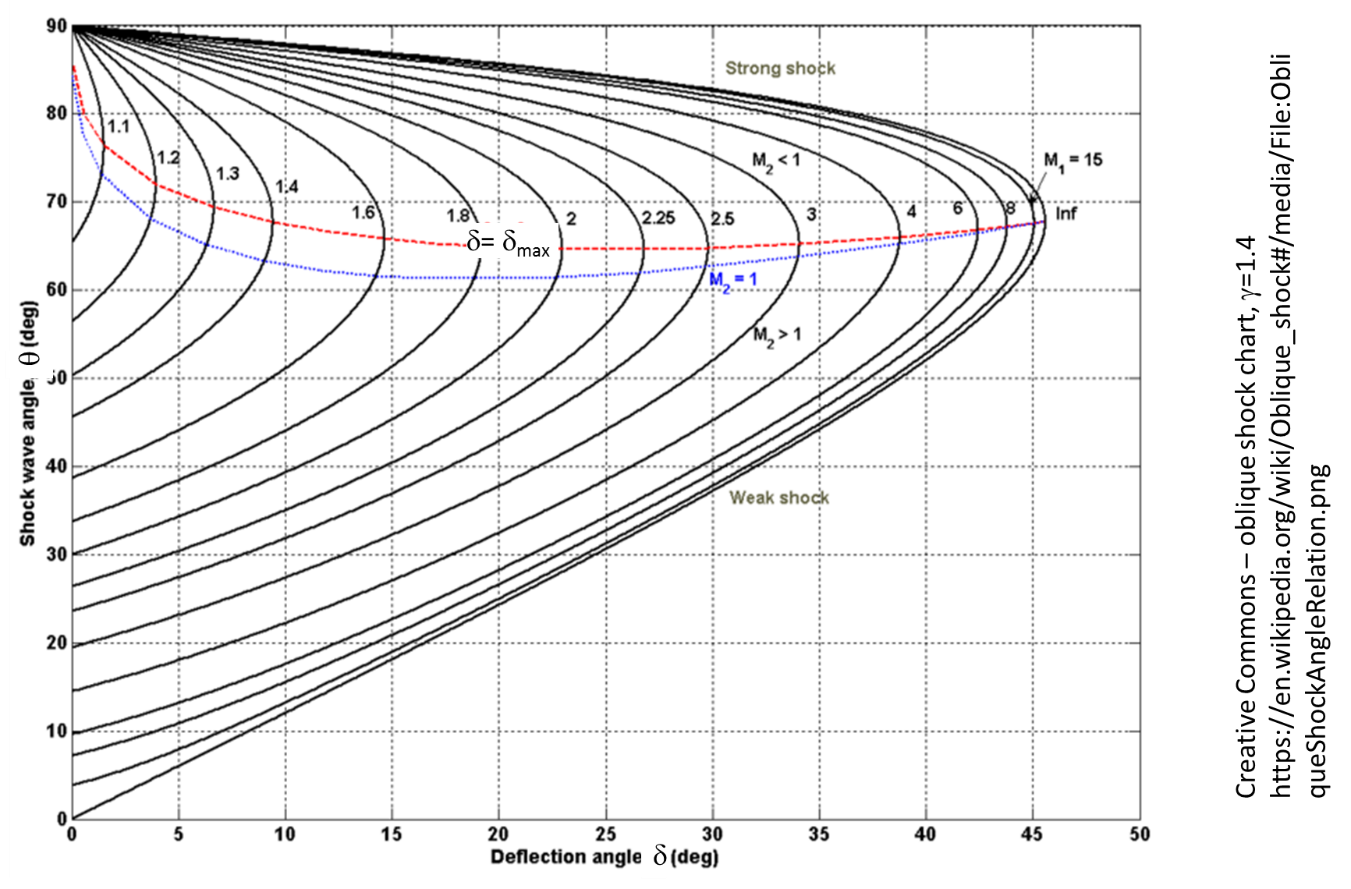 90
80
70
60
50
40
30
20
10
0
Shock wave angle θ (deg)
Strong shock
M2 < 1
M1 = 15
1.1
1.2
1.3
1.4
1.6
1.8
2
2.25
2.5
3
4
6
8
Inf
δ= δmax
M2 = 1
M2 > 1
Weak shock
0 5 10 15 20 25 30 35 40 45 50
Deflection angle δ (deg)
Creative Commons – oblique shock chart, γ=1.4
https://en.wikipedia.org/wiki/Oblique_shock#/media/File:Obli
queShockAngleRelation.png